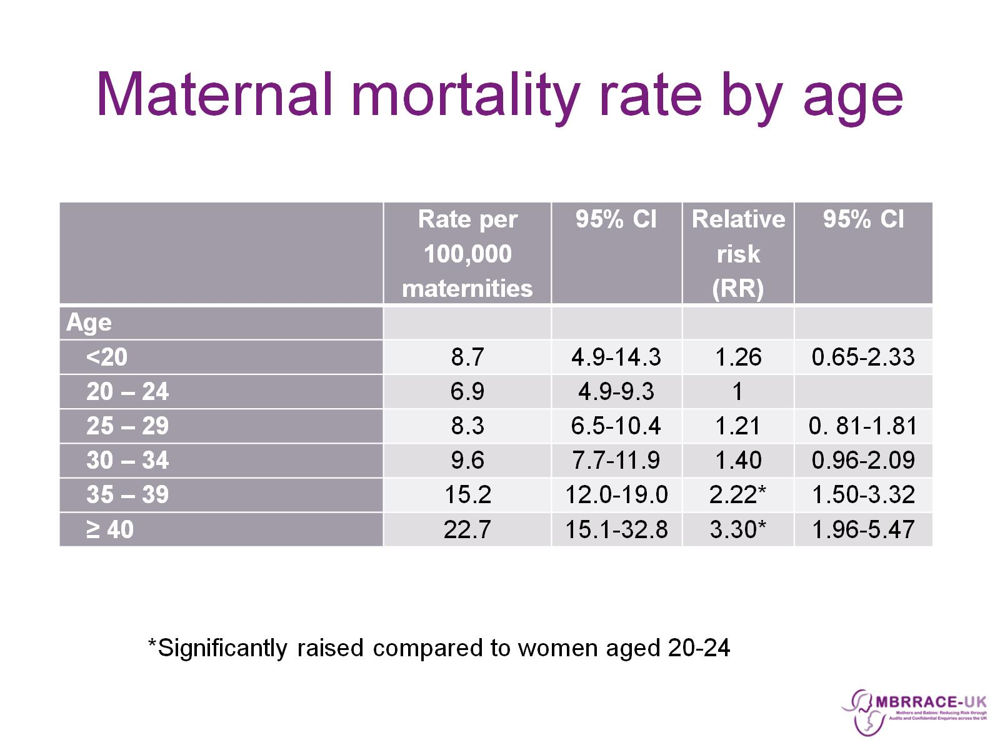 Maternal mortality rate by age
Rate per 100,000 maternities 95% CI Relative risk (RR) 95% CI
Age
<20 8.7 4.9-14.3 1.26 0.65-2.33
20 – 24 6.9 4.9-9.3 1
25 – 29 8.3 6.5-10.4 1.21 0. 81-1.81
30 – 34 9.6 7.7-11.9 1.40 0.96-2.09
35 – 39 15.2 12.0-19.0 2.22* 1.50-3.32
≥ 40 22.7 15.1-32.8 3.30* 1.96-5.47
*Significantly raised compared to women aged 20-24
MBRRACE-UK
Mothers and Babies: Reducing Risk through
Audits and Confidential Enquiries across the UK